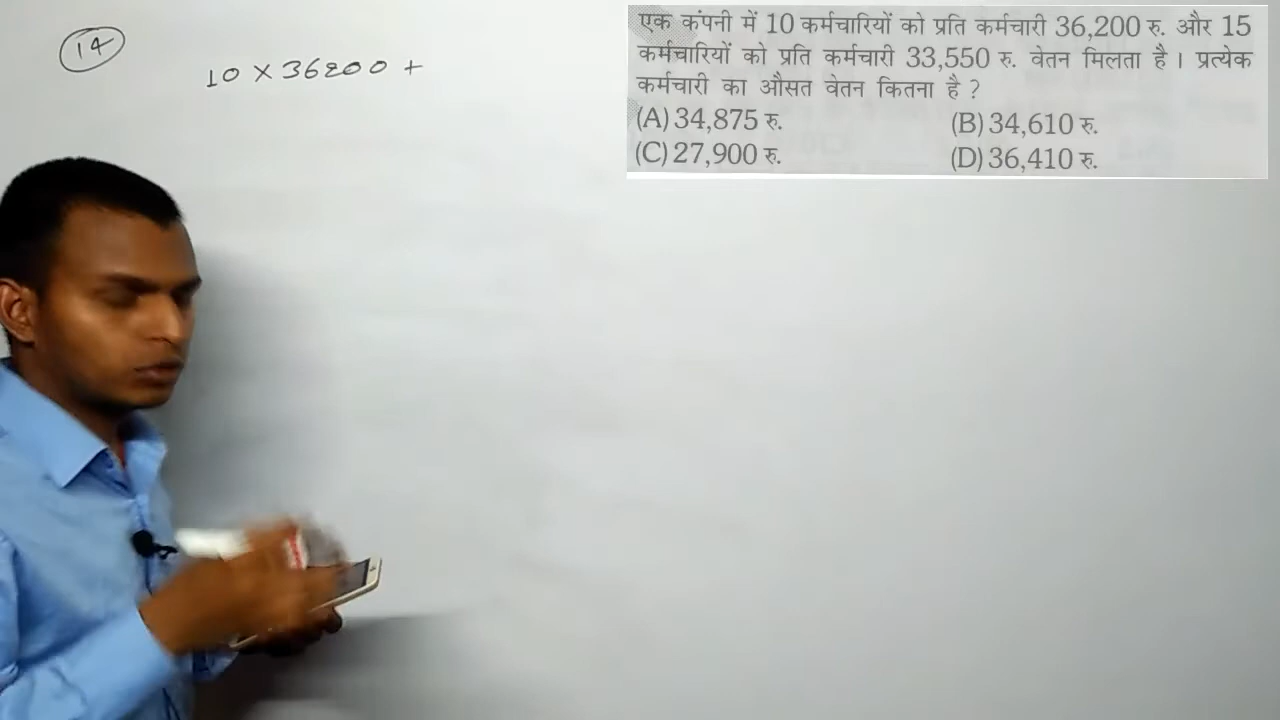 14
10 × 36200 +
एक कंपनी में 10 कर्मचारियों को प्रति कर्मचारी 36,200 रु. और 15
कर्मचारियों को प्रति कर्मचारी 33,550 रु. वेतन मिलता है। प्रत्येक
कर्मचारी का औसत वेतन कितना है ?
(A) 34,875 रु. (B) 34,610 रु.
(C) 27,900 रु. (D) 36,410 रु.